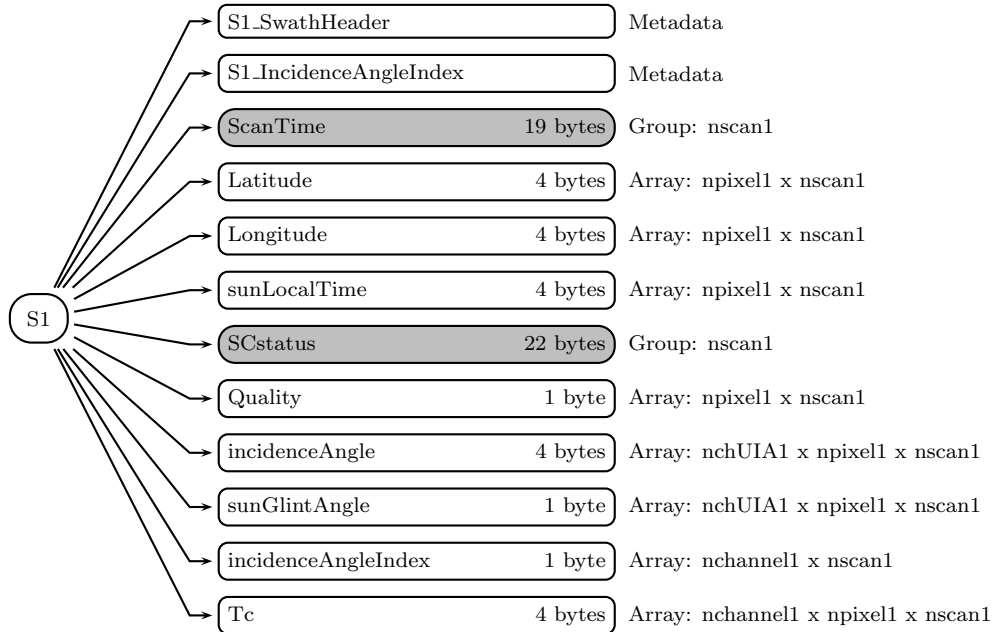 S1_SwathHeader Metadata
S1_IncidenceAngleIndex Metadata
ScanTime 19 bytes Group: nscan1
Latitude 4 bytes Array: npixel1 x nscan1
Longitude 4 bytes Array: npixel1 x nscan1
sunLocalTime 4 bytes Array: npixel1 x nscan1
S1
SCstatus 22 bytes Group: nscan1
Quality 1 byte Array: npixel1 x nscan1
incidenceAngle 4 bytes Array: nchUIA1 x npixel1 x nscan1
sunGlintAngle 1 byte Array: nchUIA1 x npixel1 x nscan1
incidenceAngleIndex 1 byte Array: nchannel1 x nscan1
Tc 4 bytes Array: nchannel1 x npixel1 x nscan1